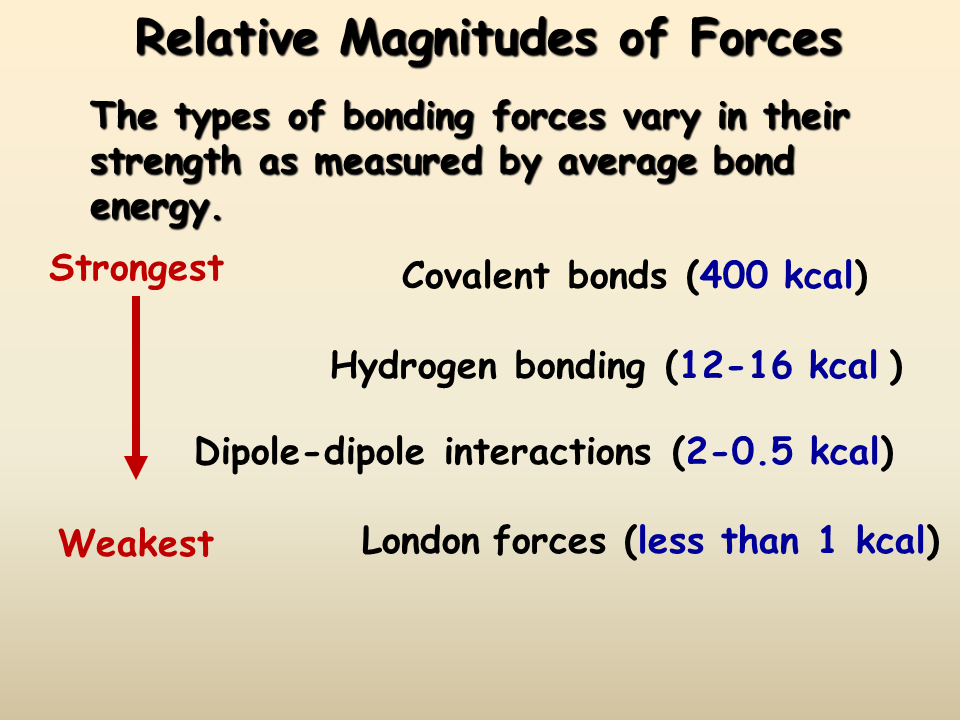 Relative Magnitudes of Forces
The types of bonding forces vary in their
strength as measured by average bond
energy.
Strongest
Covalent bonds (400 kcal)
Hydrogen bonding (12-16 kcal )
Dipole-dipole interactions (2-0.5 kcal)
Weakest
London forces (less than 1 kcal)